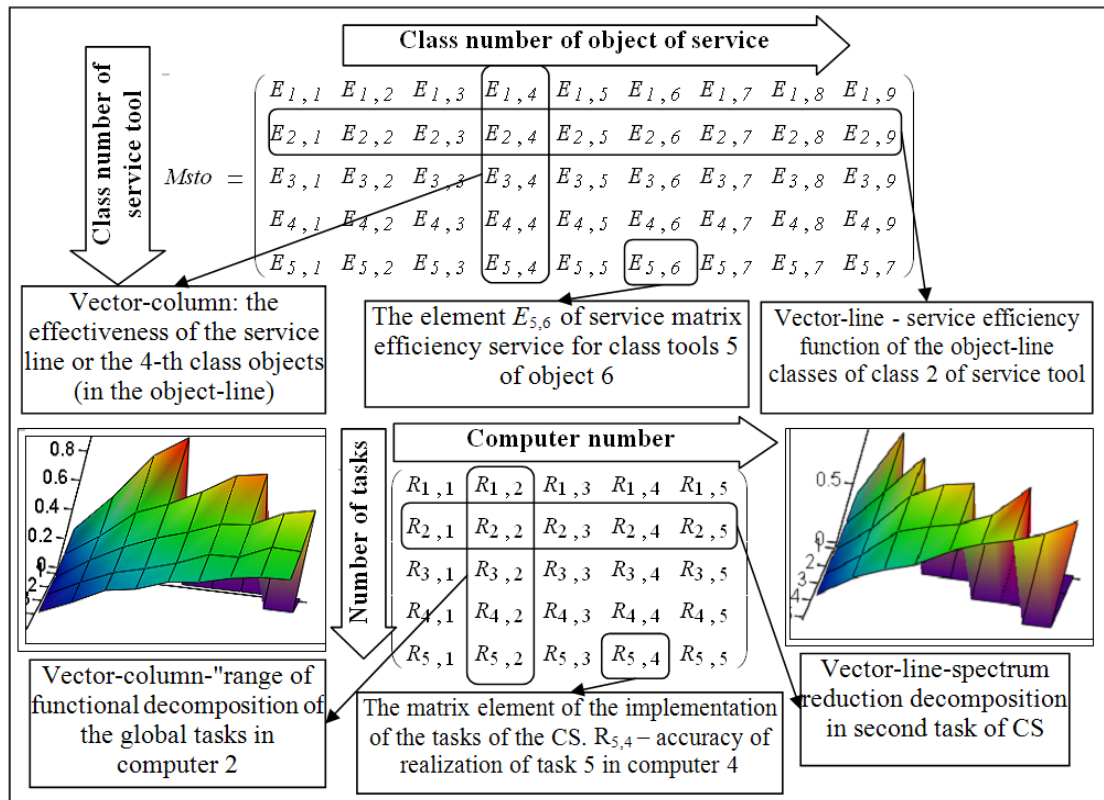 Class number of object of service
Class number of
service tool
E1,1 E1,2 E1,3 E1,4 E1,5 E1,6 E1,7 E1,8 E1,9
E2,1 E2,2 E2,3 E2,4 E2,5 E2,6 E2,7 E2,8 E2,9
Msto = E3,1 E3,2 E3,3 E3,4 E3,5 E3,6 E3,7 E3,8 E3,9
E4,1 E4,2 E4,3 E4,4 E4,5 E4,6 E4,7 E4,8 E4,9
E5,1 E5,2 E5,3 E5,4 E5,5 E5,6 E5,7 E5,7 E5,7
Vector-column: the
effectiveness of the service
line or the 4-th class objects
(in the object-line)
The element E5,6 of service matrix
efficiency service for class tools 5
of object 6
Vector-line - service efficiency
function of the object-line
classes of class 2 of service tool
0.8
0.6
0.4
0.2
0
2
Number of tasks
Computer number
R1,1 R1,2 R1,3 R1,4 R1,5
R2,1 R2,2 R2,3 R2,4 R2,5
R3,1 R3,2 R3,3 R3,4 R3,5
R4,1 R4,2 R4,3 R4,4 R4,5
R5,1 R5,2 R5,3 R5,4 R5,5
0.5
0
2
4
Vector-column-"range of
functional decomposition of
the global tasks in
computer 2
The matrix element of the implementation
of the tasks of the CS. R5,4 – accuracy of
realization of task 5 in computer 4
Vector-line-spectrum
reduction decomposition
in second task of CS